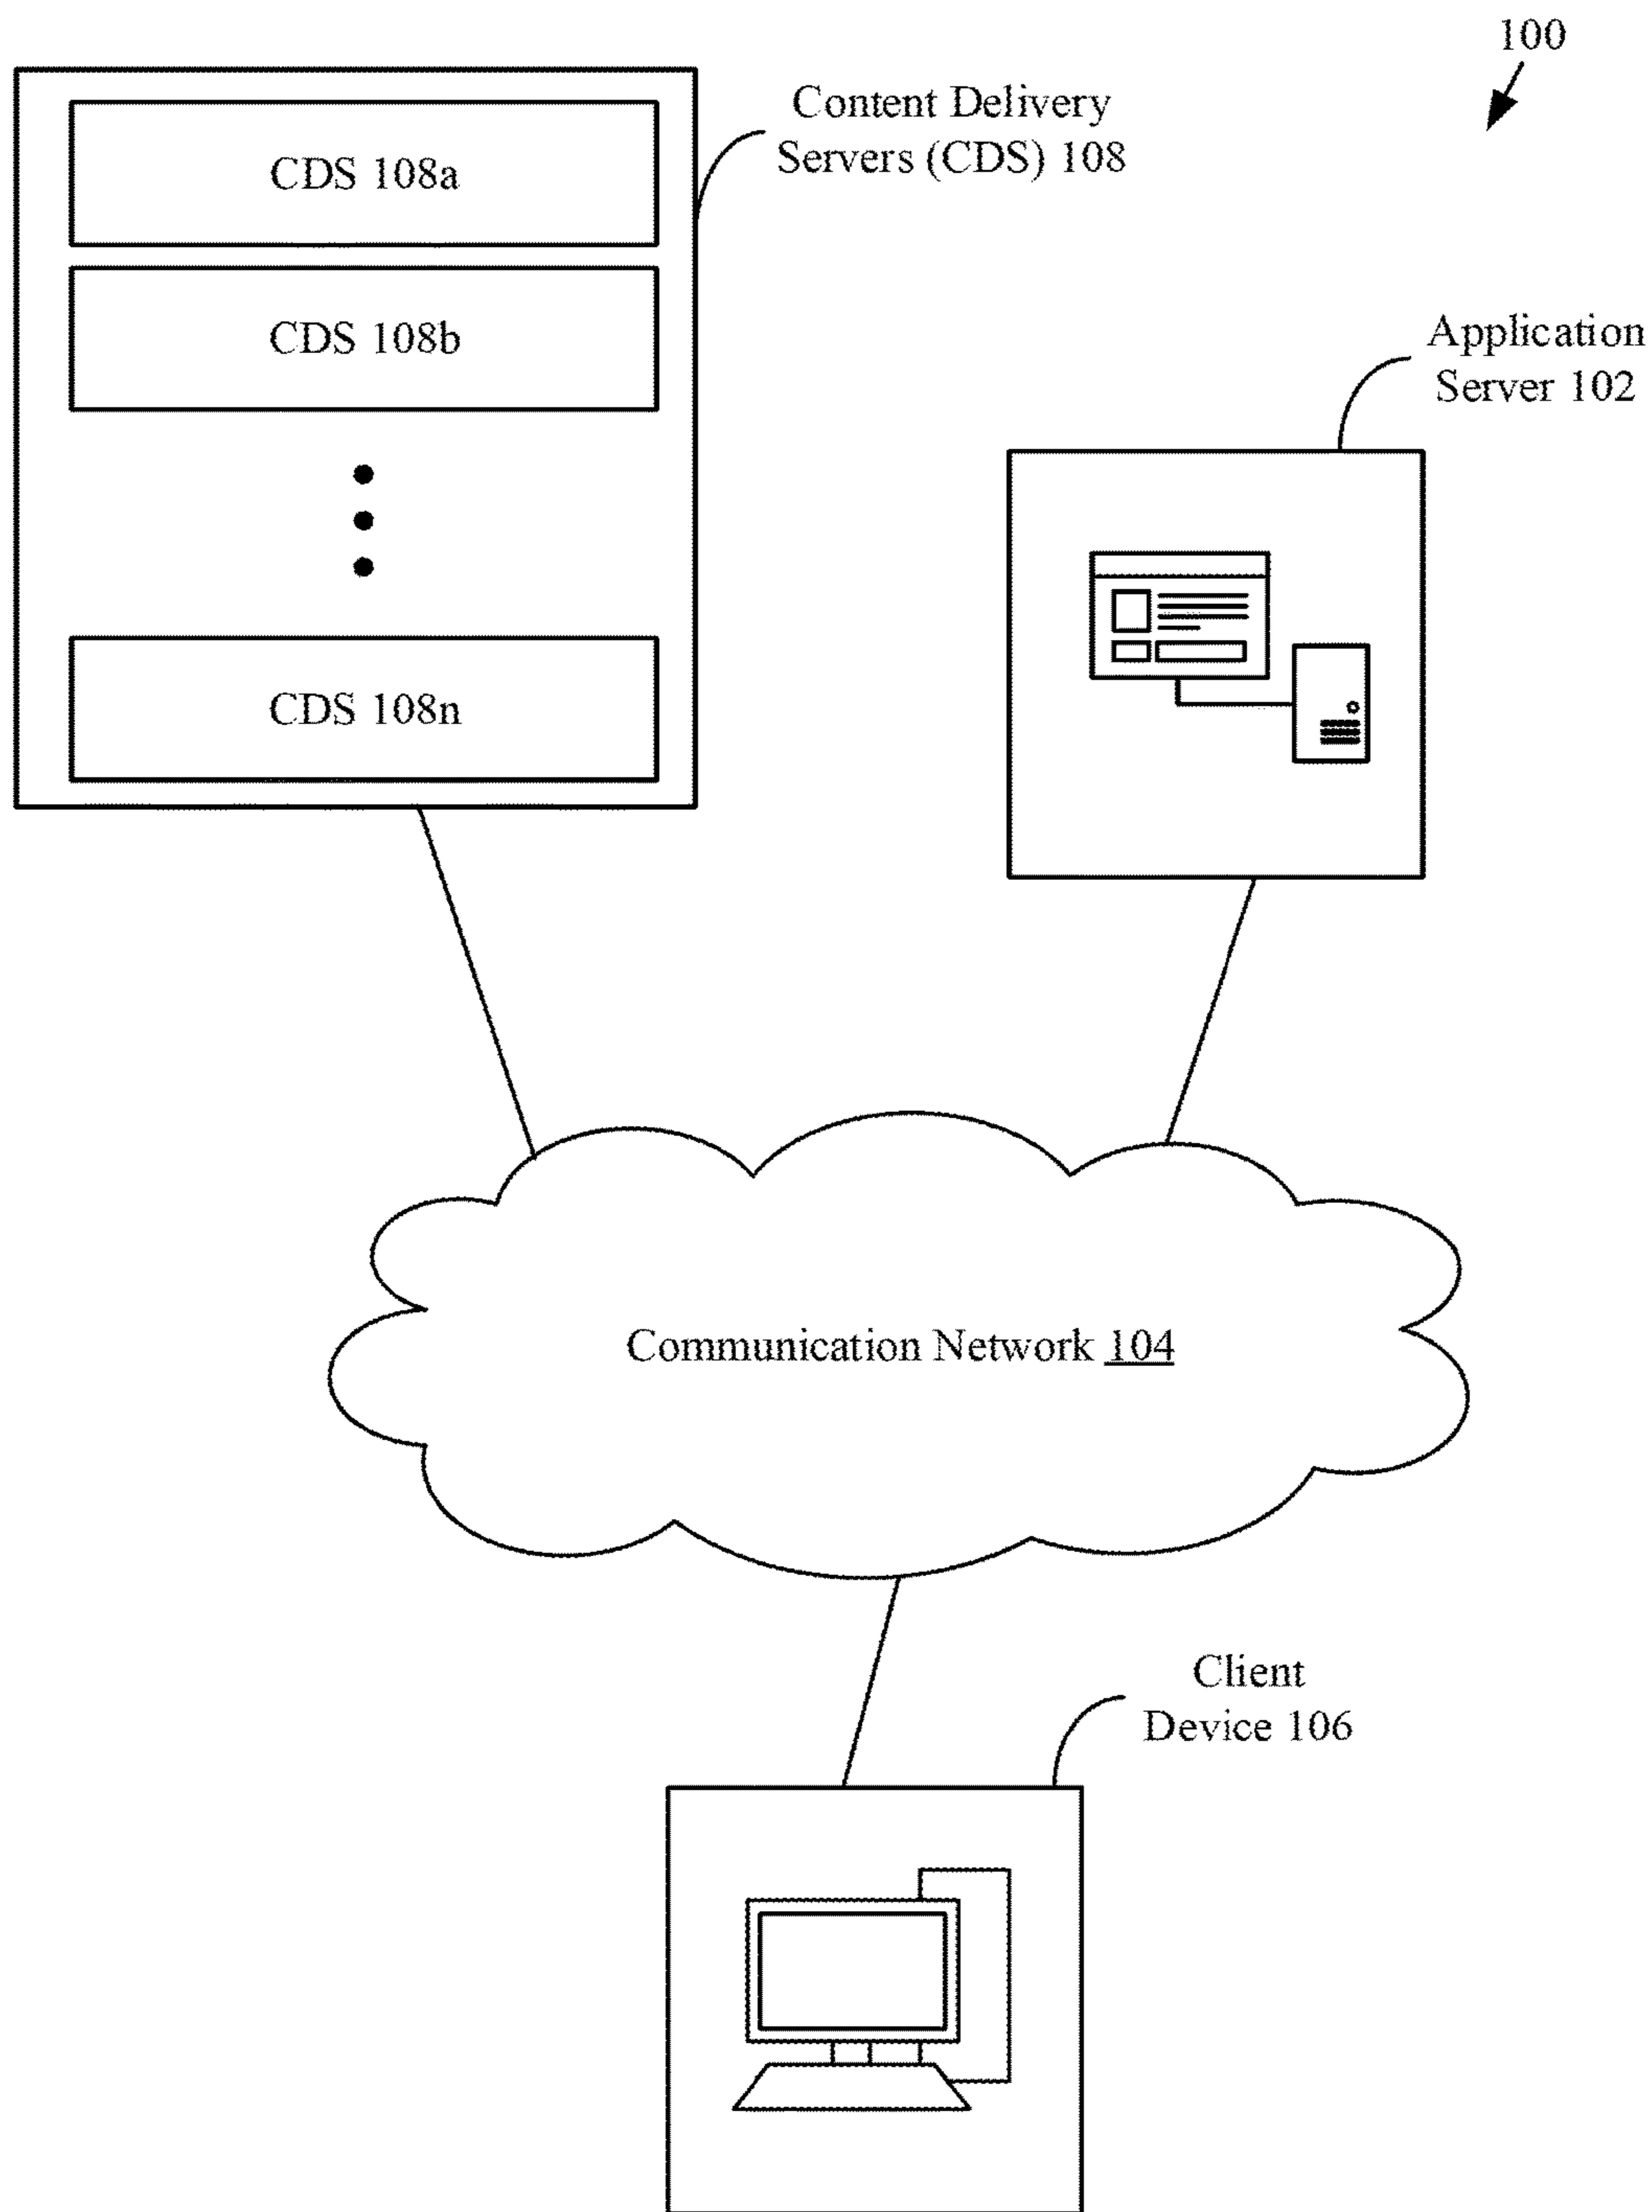 100
Content Delivery
Servers (CDS) 108
CDS 108a
CDS 108b
CDS 108n
Application
Server 102
Communication Network 104
Client
Device 106